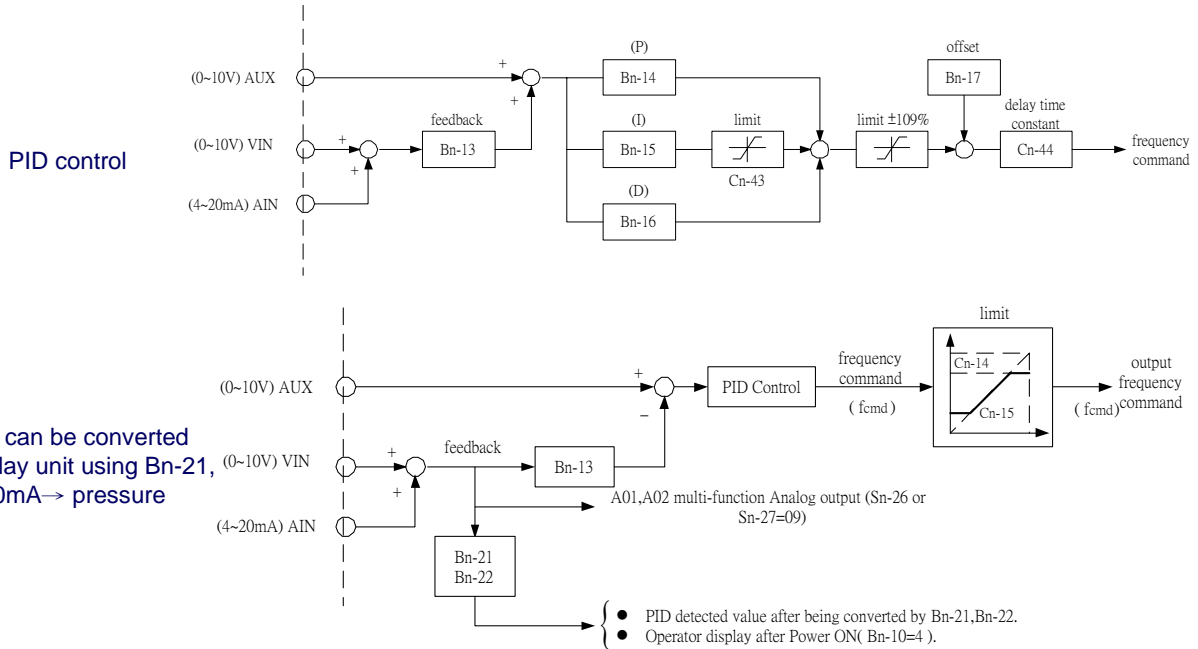 PID control
(0~10V) AUX
(0~10V) VIN
(4~20mA) AIN
+
+
+
+
feedback
Bn-13
(P)
Bn-14
(I)
Bn-15
(D)
Bn-16
limit
Cn-43
limit ±109%
offset
Bn-17
delay time
constant
Cn-44
frequency
command
can be converted
lay unit using Bn-21,
0mA→ pressure
(0~10V) AUX
(0~10V) VIN
(4~20mA) AIN
+
−
+
+
feedback
Bn-13
PID Control
frequency
command
( fcmd )
limit
Cn-14
Cn-15
output
frequency
command
( fcmd)
A01,A02 multi-function Analog output (Sn-26 or
Sn-27=09)
Bn-21
Bn-22
{
● PID detected value after being converted by Bn-21,Bn-22.
● Operator display after Power ON( Bn-10=4 ).